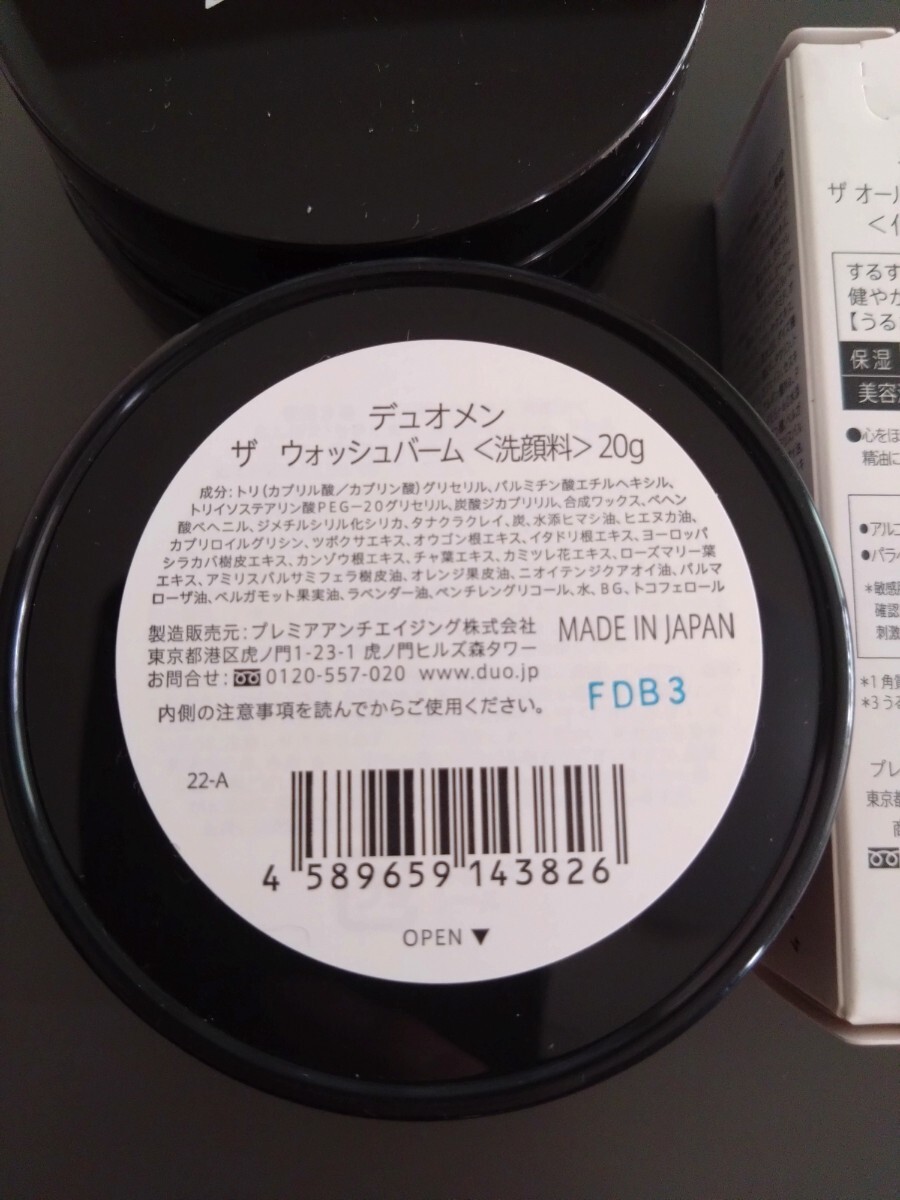 デュオメン
ザ ウォッシュバーム＜洗顔料＞20g
成分：トリ（カプリル酸／カプリン酸）グリセリル、パルミチン酸エチルヘキシル、
トリイソステアリン酸PEG－20グリセリル、炭酸ジカプリリル、合成ワックス、ベヘン
酸ベヘニル、ジメチルシリル化シリカ、タナクラクレイ、炭、水添ヒマシ油、ヒエヌカ油、
カプリロイルグリシン、ツボクサエキス、オウゴン根エキス、イタドリ根エキス、ヨーロッパ
シラカバ樹皮エキス、カンゾウ根エキス、チャ葉エキス、カミツレ花エキス、ローズマリー葉
エキス、アミリスバルサミフェラ樹皮油、オレンジ果皮油、ニオイテンジクアオイ油、パルマ
ローザ油、ベルガモット果実油、ラベンダー油、ペンチレングリコール、水、BG、トコフェロール
製造販売元：プレミアアンチエイジング株式会社
東京都港区虎ノ門1-23-1 虎ノ門ヒルズ森タワー
お問合せ：0120-557-020 www.duo.jp
MADE IN JAPAN
内側の注意事項を読んでからご使用ください。
FDB3
22-A
4 589659 143826
OPEN ▼
ザ オール
するす
健やか
【うる
保湿
美容
●心をほ
精油に
●アルコ
●パラ
＊敏感
確認
刺激
＊1 角質
＊3 うる
プレ
東京都